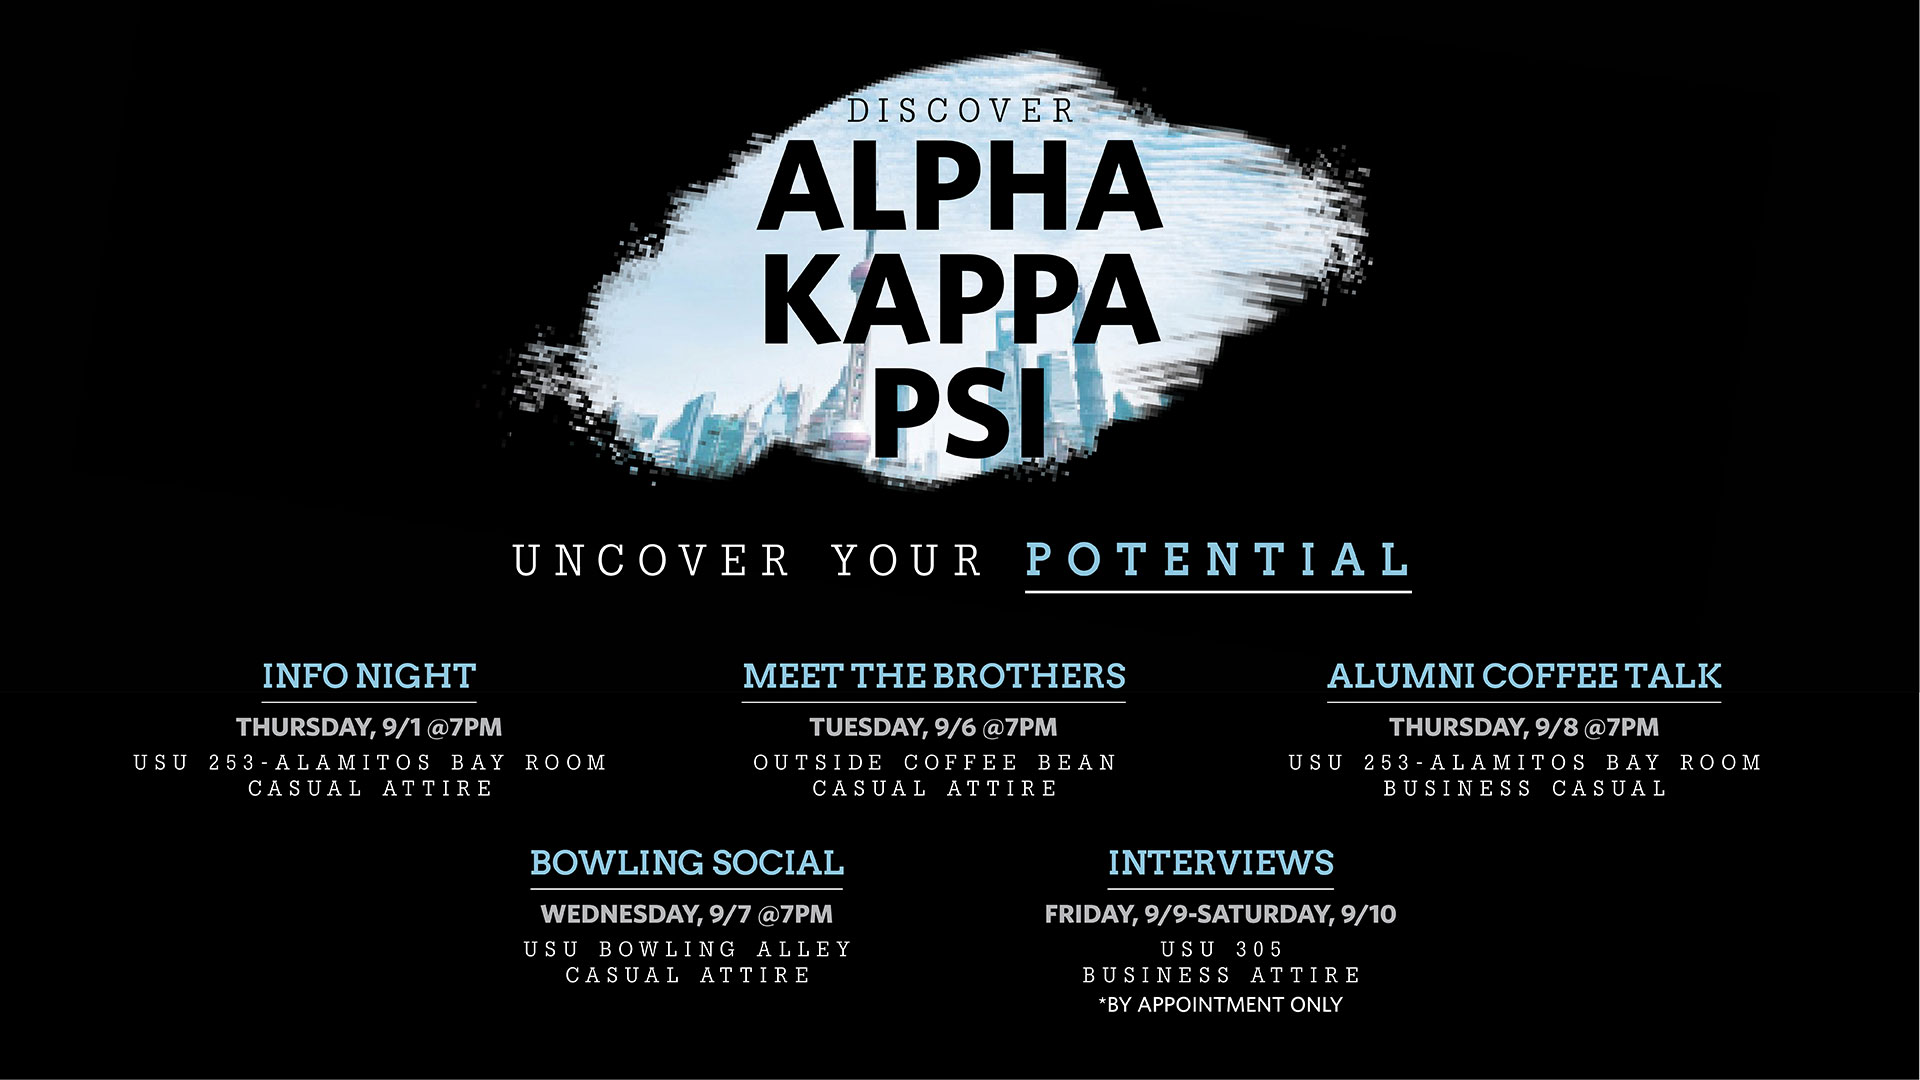 DISCOVER
ALPHA
KAPPA
PSI
UNCOVER YOUR POTENTIAL
INFO NIGHT
THURSDAY, 9/1 @7PM
USU 253-ALAMITOS BAY ROOM
CASUAL ATTIRE
MEET THE BROTHERS
TUESDAY, 9/6 @7PM
OUTSIDE COFFEE BEAN
CASUAL ATTIRE
ALUMNI COFFEE TALK
THURSDAY, 9/8 @7PM
USU 253-ALAMITOS BAY ROOM
BUSINESS CASUAL
BOWLING SOCIAL
WEDNESDAY, 9/7 @7PM
USU BOWLING ALLEY
CASUAL ATTIRE
INTERVIEWS
FRIDAY, 9/9-SATURDAY, 9/10
USU 305
BUSINESS ATTIRE
*BY APPOINTMENT ONLY